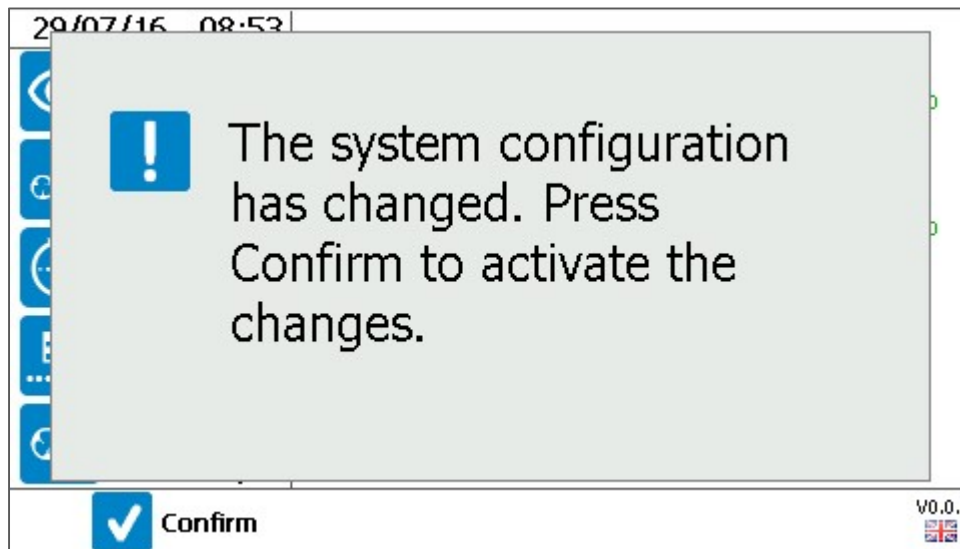 29/07/16 08:53
The system configuration
has changed. Press
Confirm to activate the
changes.
Confirm
V0.0.